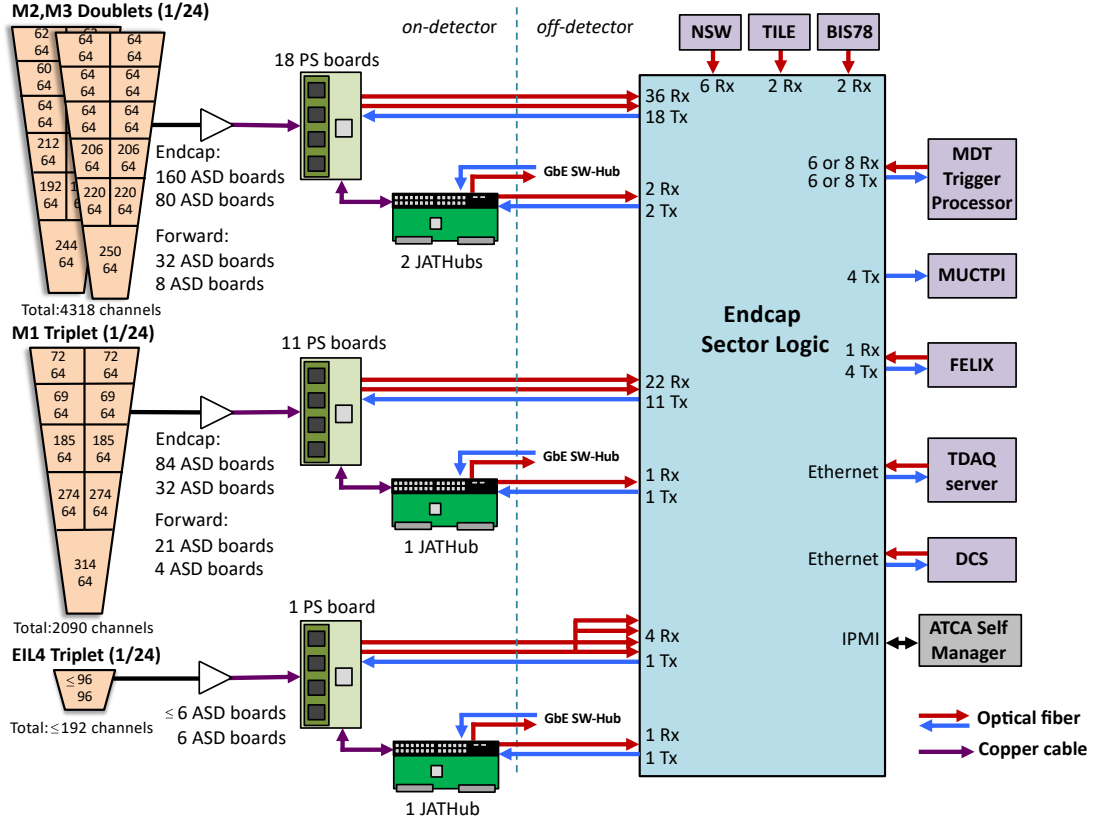 M2,M3 Doublets (1/24)
on-detector
off-detector
NSW
TILE
BIS78
6 Rx
2 Rx
2 Rx
62
64
64
64
64
64
60
64
64
64
64
64
64
64
64
64
64
64
212
64
206
64
206
64
192
64
220
64
220
64
244
64
250
64
Total:4318 channels
Endcap:
160 ASD boards
80 ASD boards
Forward:
32 ASD boards
8 ASD boards
18 PS boards
GbE SW-Hub
2 JATHubs
36 Rx
18 Tx
2 Rx
2 Tx
M1 Triplet (1/24)
72
64
72
64
69
64
69
64
185
64
185
64
274
64
274
64
314
64
Total:2090 channels
Endcap:
84 ASD boards
32 ASD boards
Forward:
21 ASD boards
4 ASD boards
11 PS boards
GbE SW-Hub
1 JATHub
22 Rx
11 Tx
1 Rx
1 Tx
EIL4 Triplet (1/24)
≤ 96
96
Total:≤192 channels
≤ 6 ASD boards
6 ASD boards
1 PS board
GbE SW-Hub
1 JATHub
4 Rx
1 Tx
1 Rx
1 Tx
Endcap
Sector Logic
6 or 8 Rx
6 or 8 Tx
MDT
Trigger
Processor
4 Tx
MUCTPI
1 Rx
4 Tx
FELIX
Ethernet
TDAQ
server
Ethernet
DCS
IPMI
ATCA Self
Manager
Optical fiber
Copper cable